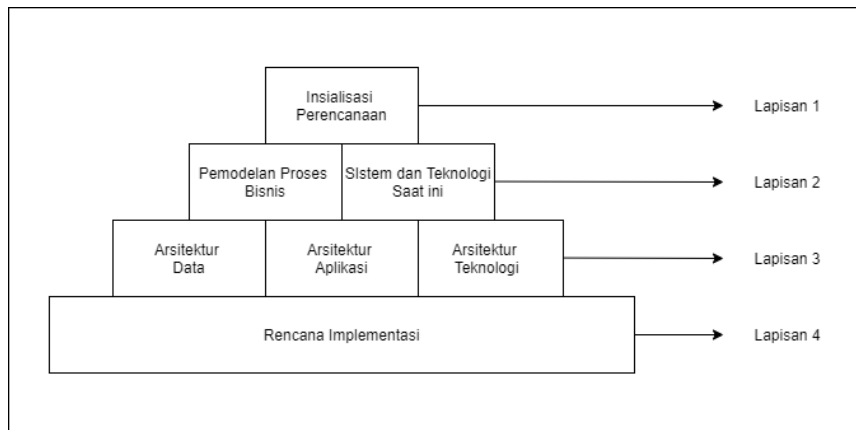 Insialisasi
Perencanaan
Lapisan 1
Pemodelan Proses
Bisnis
SIstem dan Teknologi
Saat ini
Lapisan 2
Arsitektur
Data
Arsitektur
Aplikasi
Arsitektur
Teknologi
Lapisan 3
Rencana Implementasi
Lapisan 4